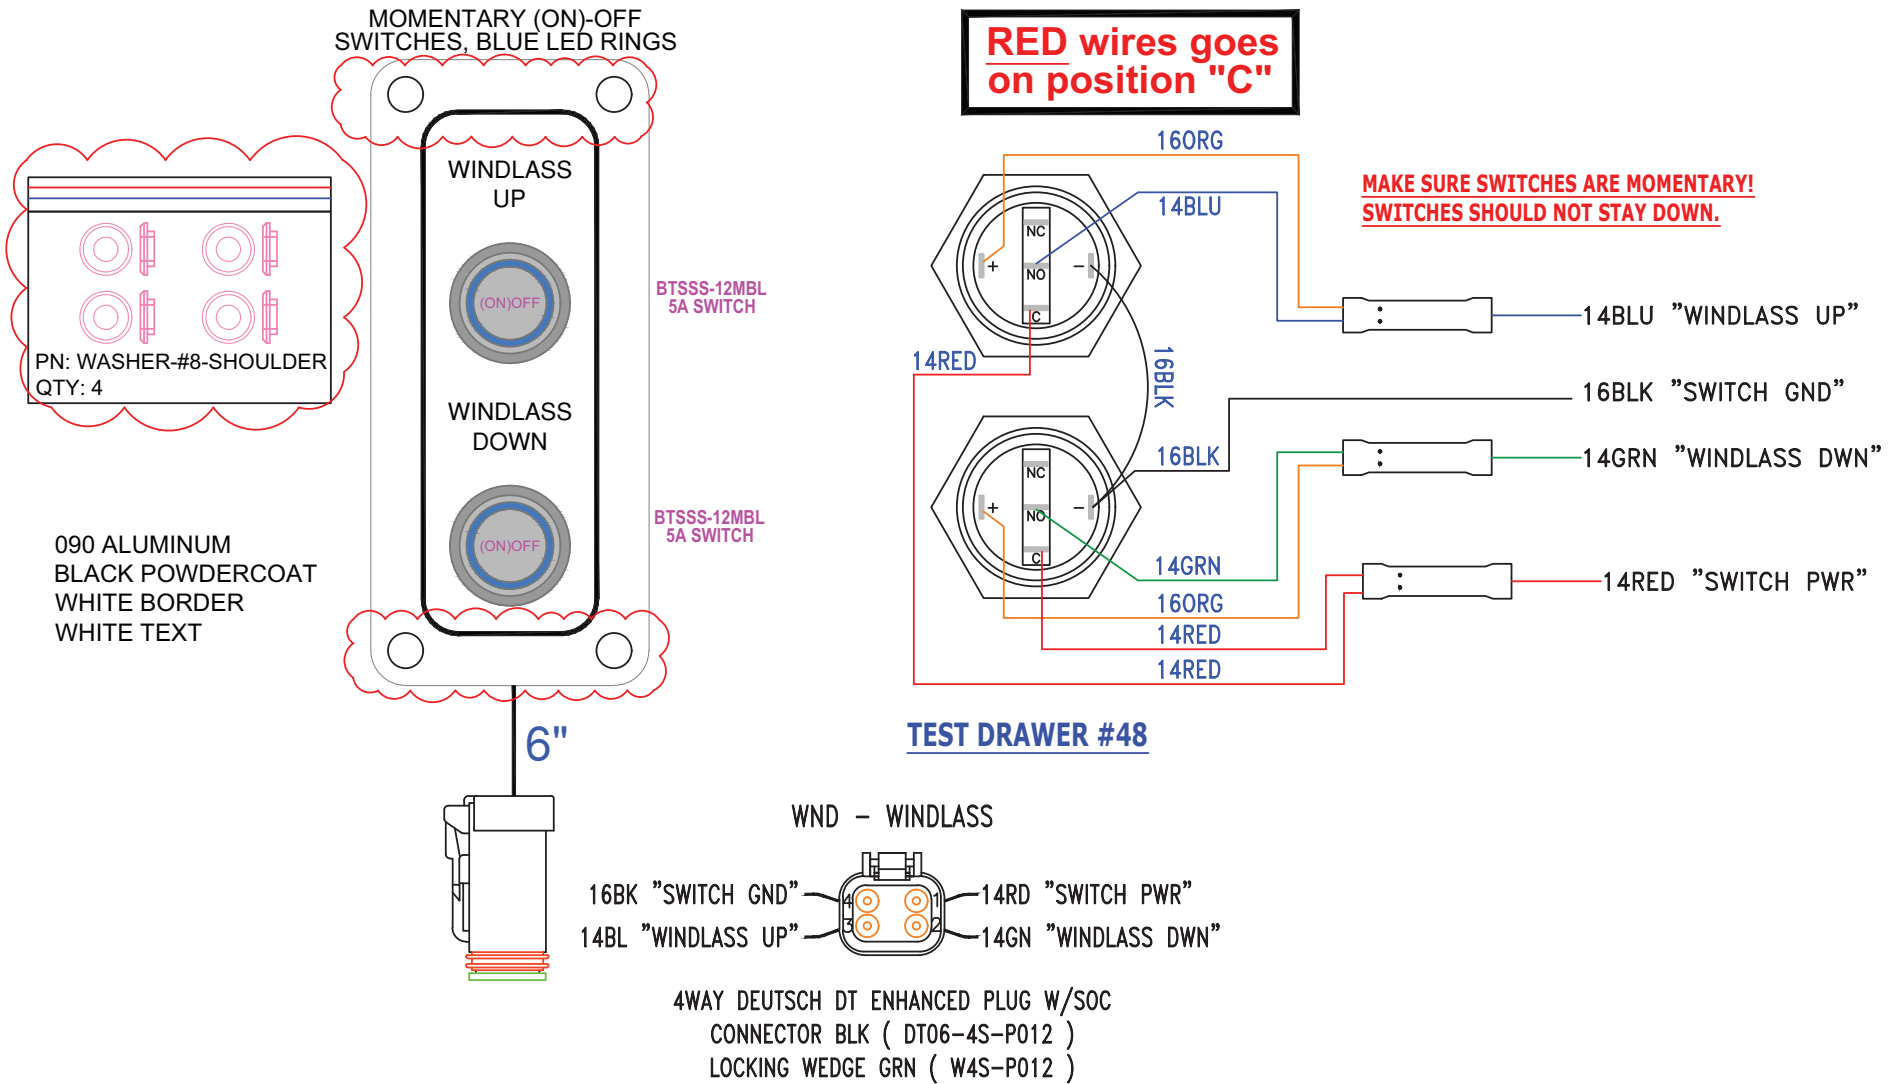 MOMENTARY (ON)-OFF
SWITCHES, BLUE LED RINGS
WINDLASS
UP
(ON)OFF
BTSSS-12MBL
5A SWITCH
WINDLASS
DOWN
(ON)OFF
BTSSS-12MBL
5A SWITCH
PN: WASHER-#8-SHOULDER
QTY: 4
090 ALUMINUM
BLACK POWDERCOAT
WHITE BORDER
WHITE TEXT
6"
RED wires goes
on position "C"
MAKE SURE SWITCHES ARE MOMENTARY!
SWITCHES SHOULD NOT STAY DOWN.
16ORG
14BLU
NC
+ NO -
C
14RED
16BLK
14BLU "WINDLASS UP"
16BLK "SWITCH GND"
16BLK
14GRN "WINDLASS DWN"
NC
+ NO -
C
14GRN
16ORG
14RED
14RED
14RED "SWITCH PWR"
TEST DRAWER #48
WND - WINDLASS
16BK "SWITCH GND" 4 1 14RD "SWITCH PWR"
14BL "WINDLASS UP" 3 2 14GN "WINDLASS DWN"
4WAY DEUTSCH DT ENHANCED PLUG W/SOC
CONNECTOR BLK ( DT06-4S-P012 )
LOCKING WEDGE GRN ( W4S-P012 )